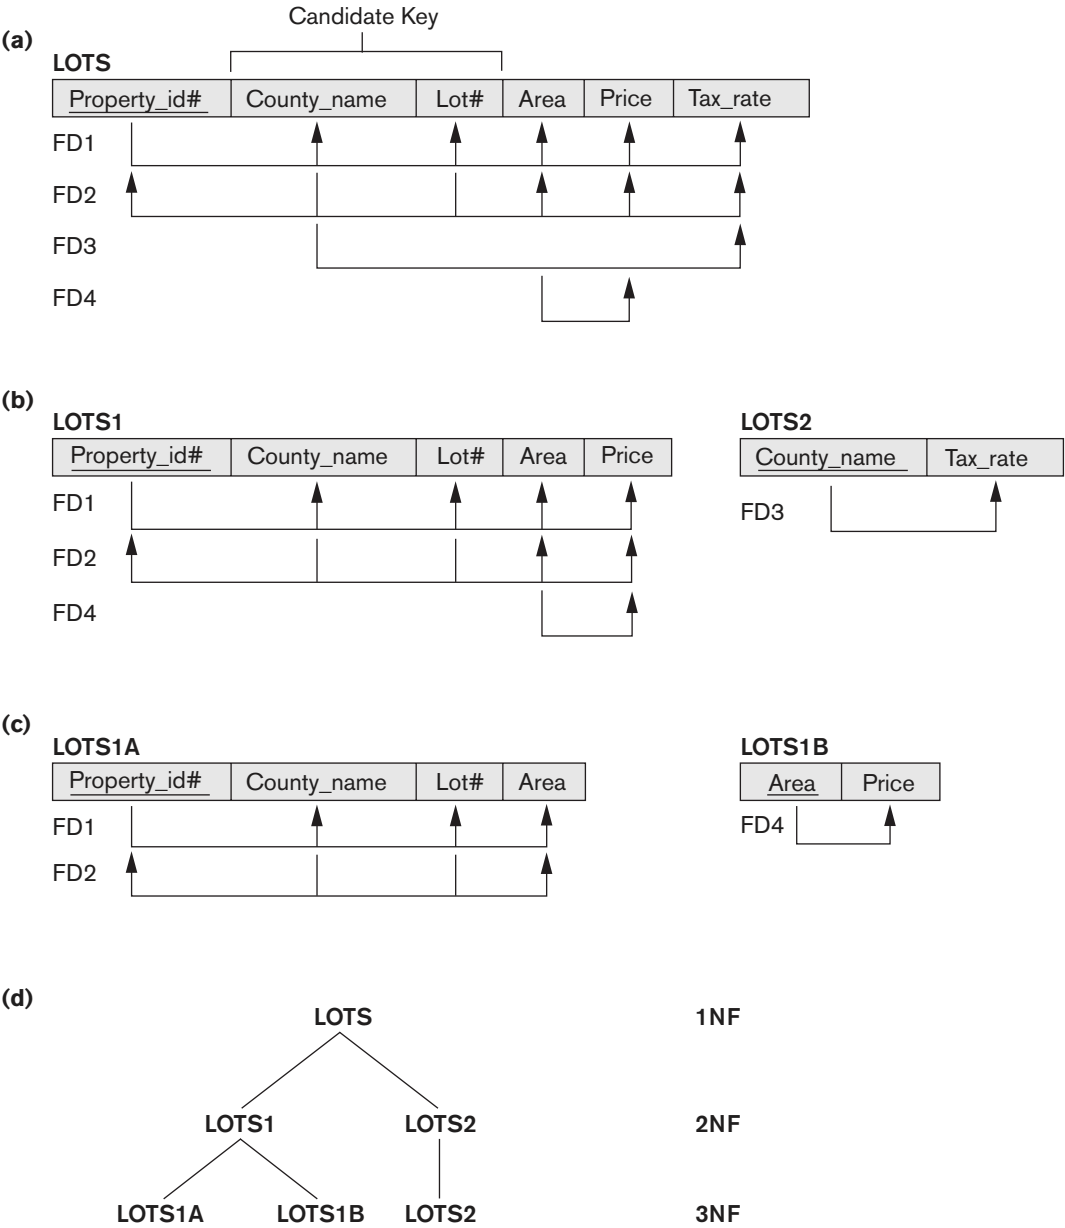 Candidate Key
(a)
LOTS
Property_id# County_name Lot# Area Price Tax_rate
FD1
FD2
FD3
FD4
(b)
LOTS1 LOTS2
Property_id# County_name Lot# Area Price County_name Tax_rate
FD1 FD3
FD2
FD4
(c)
LOTS1A LOTS1B
Property_id# County_name Lot# Area Area Price
FD1 FD4
FD2
(d)
LOTS 1NF
LOTS1 LOTS2 2NF
LOTS1A LOTS1B LOTS2 3NF